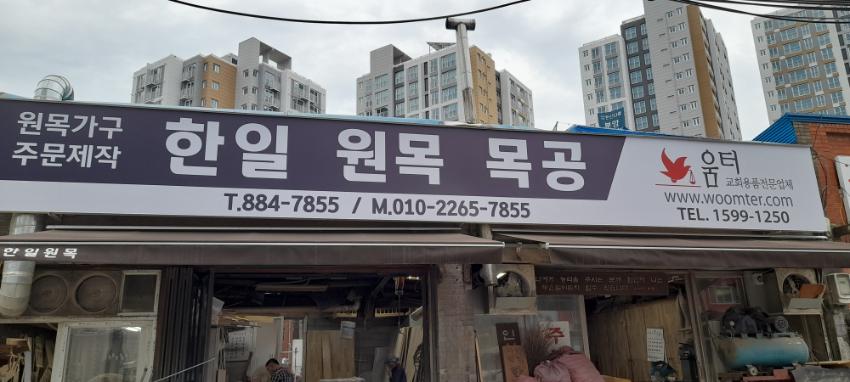 원목가구
주문제작
한일 원목 목공
T.884-7855 / M.010-2265-7855
움터
교회용품전문업체
www.woomter.com
TEL. 1599-1250
한일원목